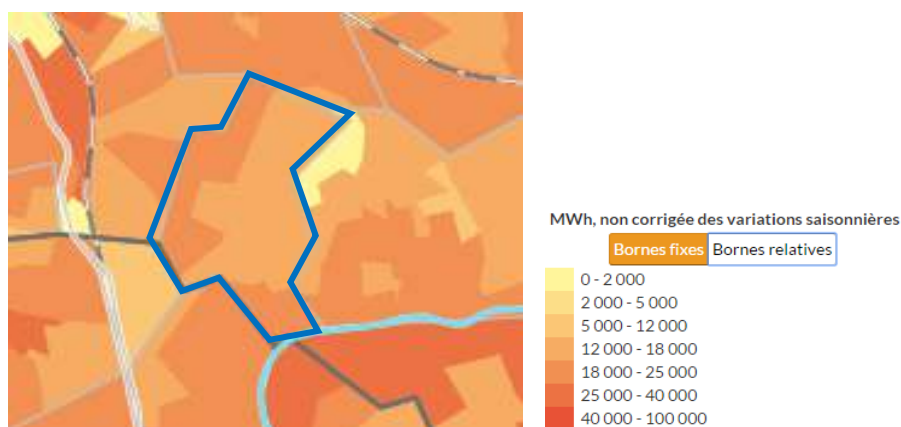 MWh, non corrigée des variations saisonnières
Bornes fixes Bornes relatives
0 - 2 000
2 000 - 5 000
5 000 - 12 000
12 000 - 18 000
18 000 - 25 000
25 000 - 40 000
40 000 - 100 000